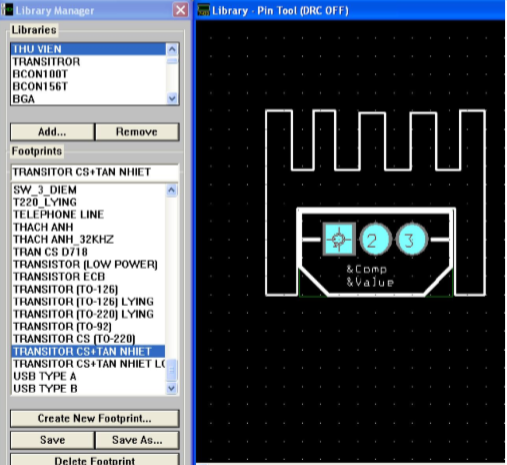 Library Manager
Library - Pin Tool (DRC OFF)
Libraries
THU VIEN
TRANSITROR
BCON100T
BCON156T
BGA
Add...
Remove
Footprints
TRANSITOR CS+TAN NHIET
SW_3_DIEM
T220_LYING
TELEPHONE LINE
THACH ANH
THACH ANH_32KHZ
TRAN CS D718
TRANSISTOR (LOW POWER)
TRANSISTOR ECB
TRANSITOR (TO-126)
TRANSITOR (TO-126) LYING
TRANSITOR (TO-220) LYING
TRANSITOR (TO-92)
TRANSITOR CS (TO-220)
TRANSITOR CS+TAN NHIET
TRANSITOR CS+TAN NHIET L(
USB TYPE A
USB TYPE B
Create New Footprint...
Save
Save As...
Delete Footprint
2 3
&Comp
&Value